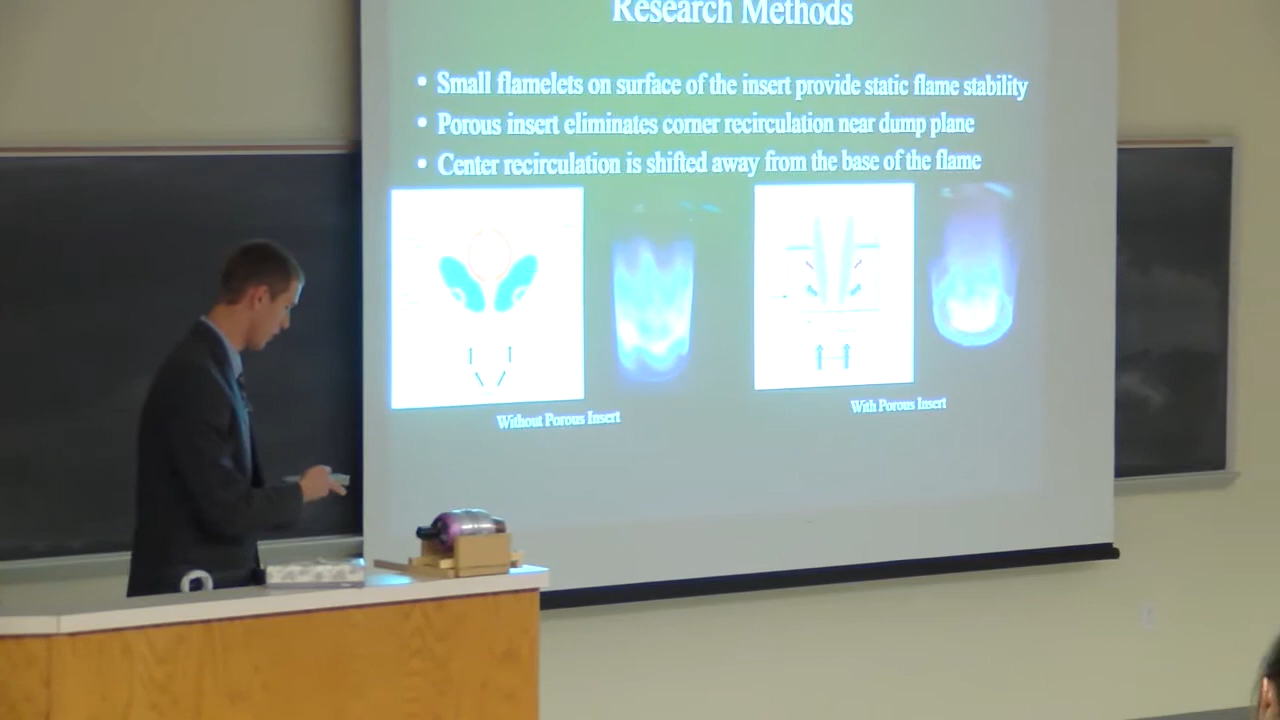 Research Methods
• Small flamelets on surface of the insert provide static flame stability
• Porous insert eliminates corner recirculation near dump plane
• Center recirculation is shifted away from the base of the flame
Without Porous Insert
With Porous Insert